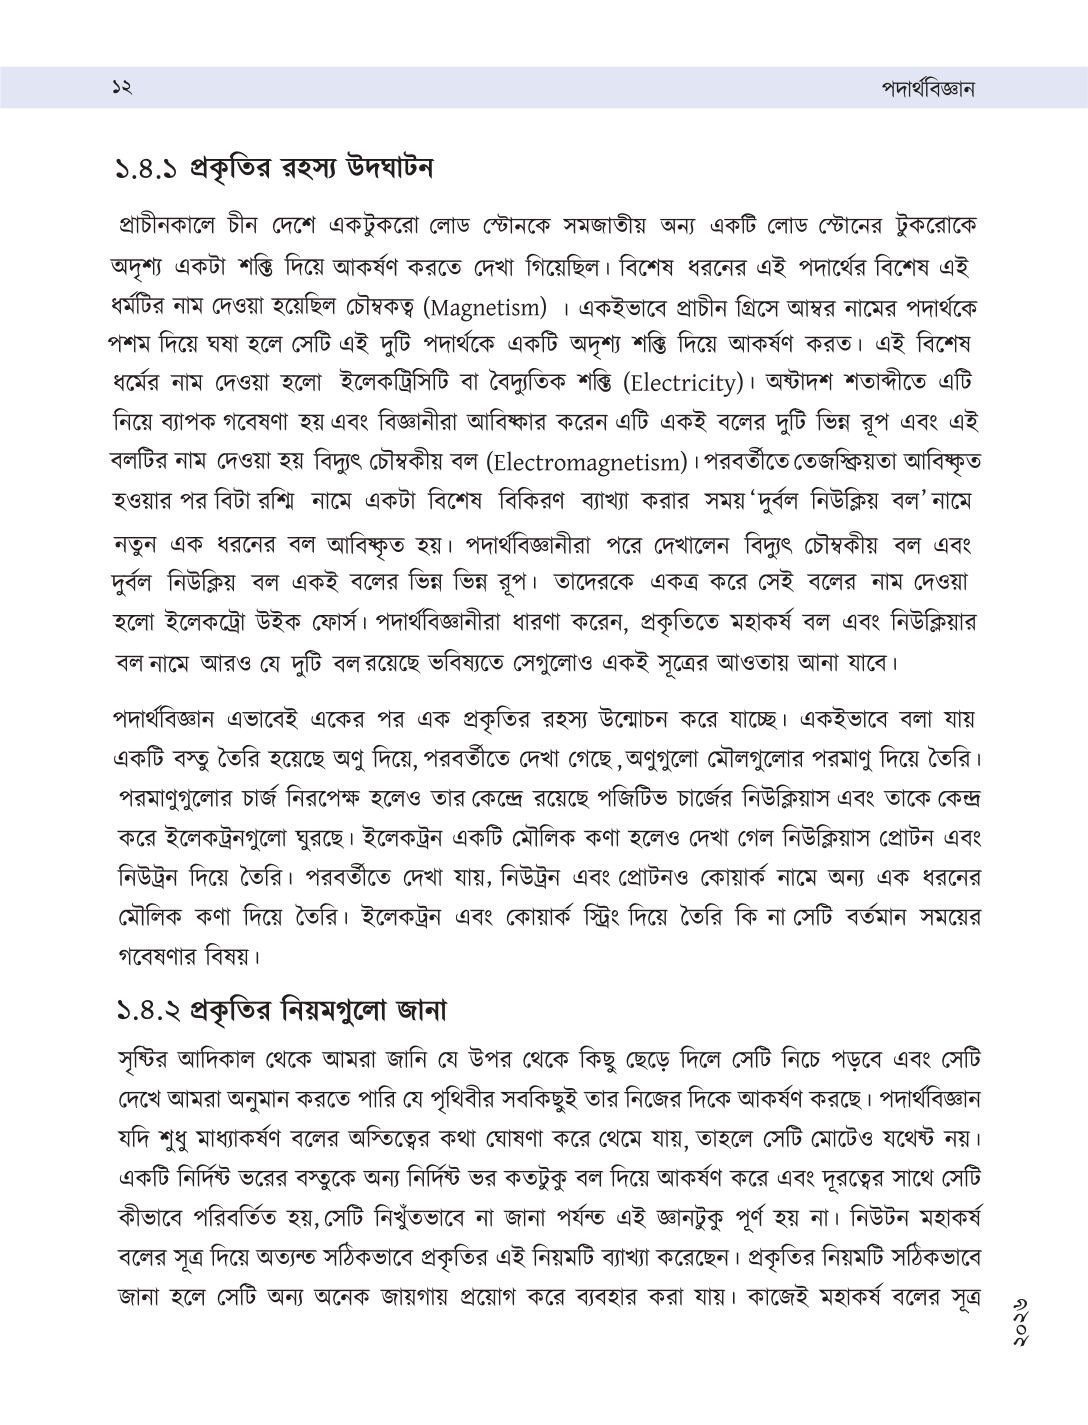 ১২
পদার্থবিজ্ঞান
১.৪.১ প্রকৃতির রহস্য উদঘাটন
প্রাচীনকালে চীন দেশে একটুকরো লোড স্টোনকে সমজাতীয় অন্য একটি লোড স্টোনের টুকরোকে
অদৃশ্য একটা শক্তি দিয়ে আকর্ষণ করতে দেখা গিয়েছিল। বিশেষ ধরনের এই পদার্থের বিশেষ এই
ধর্মটির নাম দেওয়া হয়েছিল চৌম্বকত্ব (Magnetism) । একইভাবে প্রাচীন গ্রিসে আম্বর নামের পদার্থকে
পশম দিয়ে ঘষা হলে সেটি এই দুটি পদার্থকে একটি অদৃশ্য শক্তি দিয়ে আকর্ষণ করত। এই বিশেষ
ধর্মের নাম দেওয়া হলো ইলেকট্রিসিটি বা বৈদ্যুতিক শক্তি (Electricity)। অষ্টাদশ শতাব্দীতে এটি
নিয়ে ব্যাপক গবেষণা হয় এবং বিজ্ঞানীরা আবিষ্কার করেন এটি একই বলের দুটি ভিন্ন রূপ এবং এই
বলটির নাম দেওয়া হয় বিদ্যুৎ চৌম্বকীয় বল (Electromagnetism)। পরবর্তীতে তেজস্ক্রিয়তা আবিষ্কৃত
হওয়ার পর বিটা রশ্মি নামে একটা বিশেষ বিকিরণ ব্যাখ্যা করার সময় ‘দুর্বল নিউক্লিয় বল’ নামে
নতুন এক ধরনের বল আবিষ্কৃত হয়। পদার্থবিজ্ঞানীরা পরে দেখালেন বিদ্যুৎ চৌম্বকীয় বল এবং
দুর্বল নিউক্লিয় বল একই বলের ভিন্ন ভিন্ন রূপ। তাদেরকে একত্র করে সেই বলের নাম দেওয়া
হলো ইলেকট্রো উইক ফোর্স। পদার্থবিজ্ঞানীরা ধারণা করেন, প্রকৃতিতে মহাকর্ষ বল এবং নিউক্লিয়ার
বল নামে আরও যে দুটি বল রয়েছে ভবিষ্যতে সেগুলোও একই সূত্রের আওতায় আনা যাবে।
পদার্থবিজ্ঞান এভাবেই একের পর এক প্রকৃতির রহস্য উন্মোচন করে যাচ্ছে। একইভাবে বলা যায়
একটি বস্তু তৈরি হয়েছে অণু দিয়ে, পরবর্তীতে দেখা গেছে ,অণুগুলো মৌলগুলোর পরমাণু দিয়ে তৈরি।
পরমাণুগুলোর চার্জ নিরপেক্ষ হলেও তার কেন্দ্রে রয়েছে পজিটিভ চার্জের নিউক্লিয়াস এবং তাকে কেন্দ্র
করে ইলেকট্রনগুলো ঘুরছে। ইলেকট্রন একটি মৌলিক কণা হলেও দেখা গেল নিউক্লিয়াস প্রোটন এবং
নিউট্রন দিয়ে তৈরি। পরবর্তীতে দেখা যায়, নিউট্রন এবং প্রোটনও কোয়ার্ক নামে অন্য এক ধরনের
মৌলিক কণা দিয়ে তৈরি। ইলেকট্রন এবং কোয়ার্ক স্ট্রিং দিয়ে তৈরি কি না সেটি বর্তমান সময়ের
গবেষণার বিষয়।
১.৪.২ প্রকৃতির নিয়মগুলো জানা
সৃষ্টির আদিকাল থেকে আমরা জানি যে উপর থেকে কিছু ছেড়ে দিলে সেটি নিচে পড়বে এবং সেটি
দেখে আমরা অনুমান করতে পারি যে পৃথিবীর সবকিছুই তার নিজের দিকে আকর্ষণ করছে। পদার্থবিজ্ঞান
যদি শুধু মাধ্যাকর্ষণ বলের অস্তিত্বের কথা ঘোষণা করে থেমে যায়, তাহলে সেটি মোটেও যথেষ্ট নয়।
একটি নির্দিষ্ট ভরের বস্তুকে অন্য নির্দিষ্ট ভর কতটুকু বল দিয়ে আকর্ষণ করে এবং দূরত্বের সাথে সেটি
কীভাবে পরিবর্তিত হয়, সেটি নিখুঁতভাবে না জানা পর্যন্ত এই জ্ঞানটুকু পূর্ণ হয় না। নিউটন মহাকর্ষ
বলের সূত্র দিয়ে অত্যন্ত সঠিকভাবে প্রকৃতির এই নিয়মটি ব্যাখ্যা করেছেন। প্রকৃতির নিয়মটি সঠিকভাবে
জানা হলে সেটি অন্য অনেক জায়গায় প্রয়োগ করে ব্যবহার করা যায়। কাজেই মহাকর্ষ বলের সূত্র
২০২৬